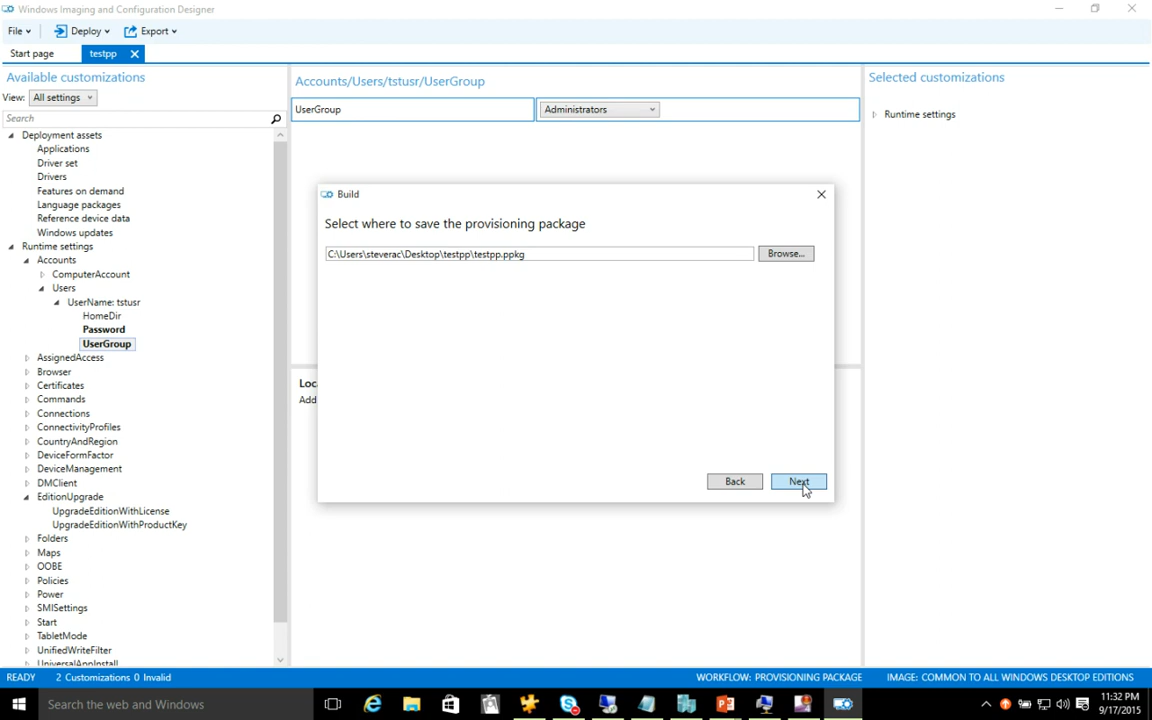 Windows Imaging and Configuration Designer
File Deploy Export
Start page testpp
Available customizations
View: All settings
Search
Deployment assets
Applications
Driver set
Drivers
Features on demand
Language packages
Reference device data
Windows updates
Runtime settings
Accounts
ComputerAccount
Users
UserName: tstusr
HomeDir
Password
UserGroup
AssignedAccess
Browser
Certificates
Commands
Connections
ConnectivityProfiles
CountryAndRegion
DeviceFormFactor
DeviceManagement
DMClient
EditionUpgrade
UpgradeEditionWithLicense
UpgradeEditionWithProductKey
Folders
Maps
OOBE
Policies
Power
SMISettings
Start
TabletMode
UnifiedWriteFilter
UniversalAppInstall
Accounts/Users/tstusr/UserGroup
UserGroup Administrators
Build
Select where to save the provisioning package
C:\Users\steverac\Desktop\testpp\testpp.ppkg Browse...
Loc
Add
Back Next
Selected customizations
Runtime settings
READY 2 Customizations 0 Invalid WORKFLOW: PROVISIONING PACKAGE IMAGE: COMMON TO ALL WINDOWS DESKTOP EDITIONS
Search the web and Windows
11:32 PM
9/17/2015